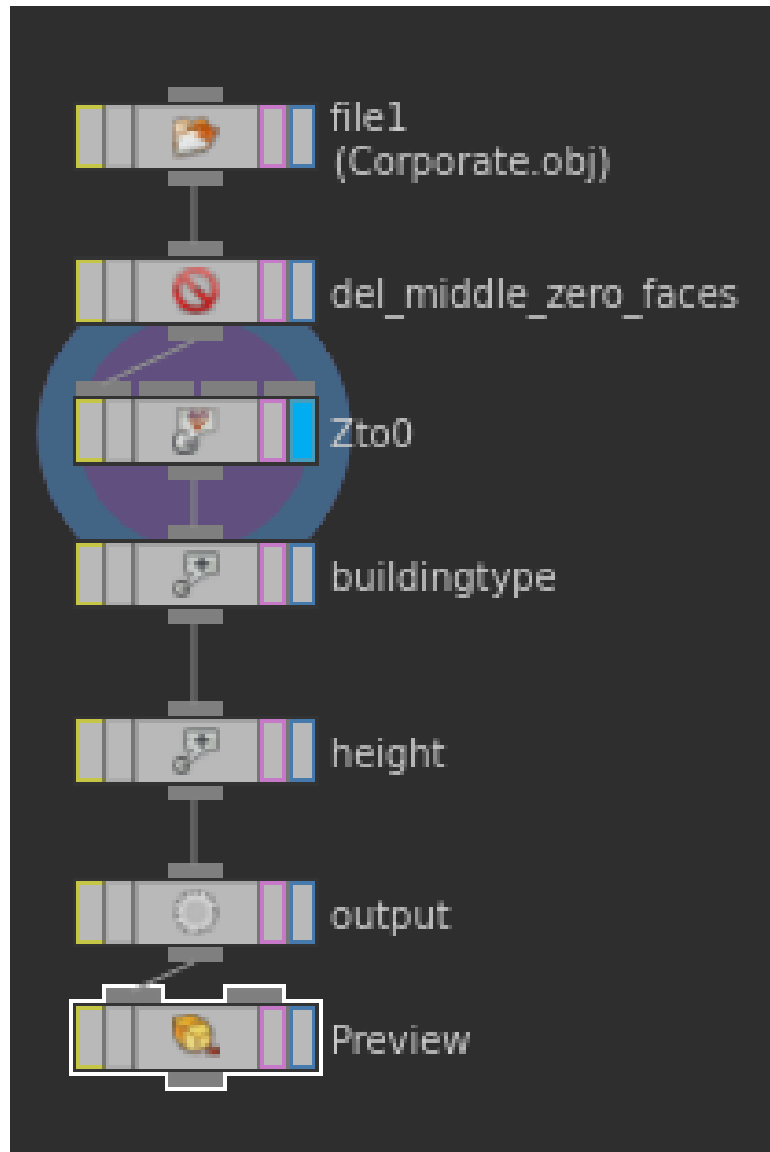 file1
(Corporate.obj)
del_middle_zero_faces
Zto0
buildingtype
height
output
Preview